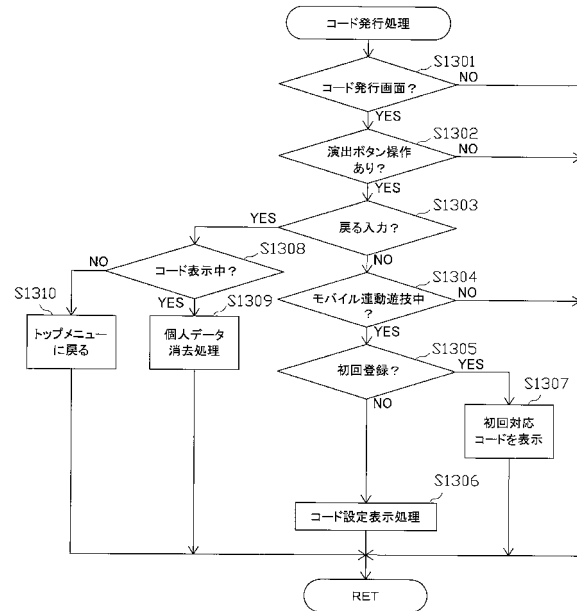 コード発行処理
S1301
コード発行画面？
NO
YES
S1302
演出ボタン操作
あり？
NO
YES
S1303
戻る入力？
YES
NO
S1308
コード表示中？
NO
YES
S1304
モバイル連動遊技中
？
NO
YES
S1310
トップメニュー
に戻る
S1309
個人データ
消去処理
S1305
初回登録？
YES
NO
S1307
初回対応
コードを表示
S1306
コード設定表示処理
RET